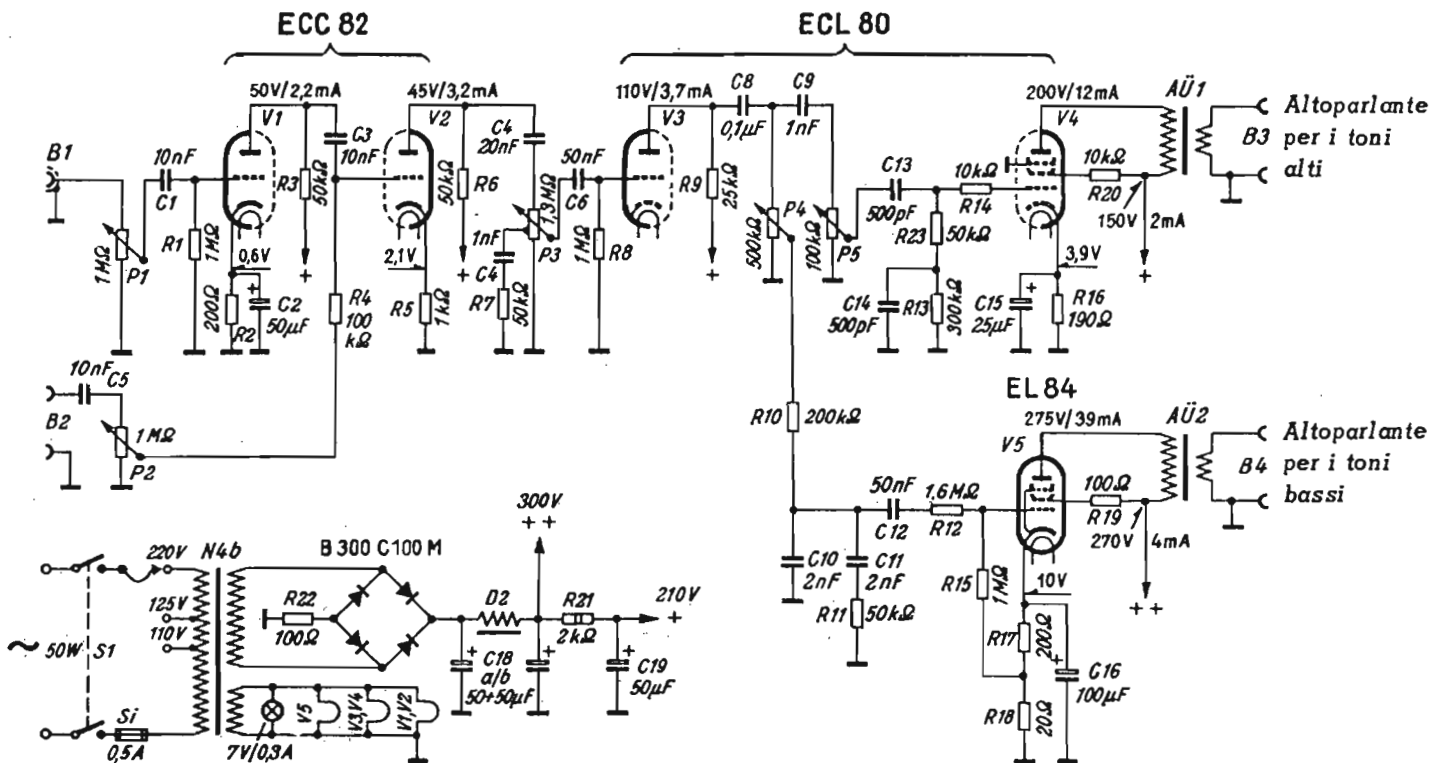 ECC 82
ECL 80
50V/2,2mA
45V/3,2mA
110V/3,7mA
200V/12mA
AÜ1
V1
V2
V3
V4
C8
0,1µF
C9
1nF
B1
10nF
C1
C3
10nF
C4
20nF
50nF
C6
R3
50kΩ
R6
50kΩ
R9
25kΩ
C13
500pF
10kΩ
R14
10kΩ
R20
B3
Altoparlante
per i toni
alti
150V
2mA
1MΩ
P1
R1
1MΩ
0,6V
200Ω
R2
C2
50µF
+
+
2,1V
R4
100
kΩ
R5
1kΩ
1nF
C4
R7
50kΩ
1,3MΩ
P3
R8
1MΩ
+
P4
500kΩ
100kΩ
P5
R23
50kΩ
C14
500pF
R13
300kΩ
3,9V
C15
25µF
+
R16
190Ω
+
10nF
C5
B2
1MΩ
P2
R10
200kΩ
EL 84
275V/39mA
V5
AÜ2
100Ω
R19
270V
4mA
B4
Altoparlante
per i toni
bassi
50nF
C12
1,6MΩ
R12
C10
2nF
C11
2nF
R11
50kΩ
R15
1MΩ
10V
R17
200Ω
+
C16
100µF
R18
20Ω
+ +
220V
N4b
125V
110V
~ 50W
S1
Si
0,5A
B 300 C 100 M
R22
100Ω
300V
+ +
D2
R21
2kΩ
210V
+
+
C18
a/b
50+50µF
+
+
C19
50µF
7V/0,3A
V5
V3,V4
V1,V2